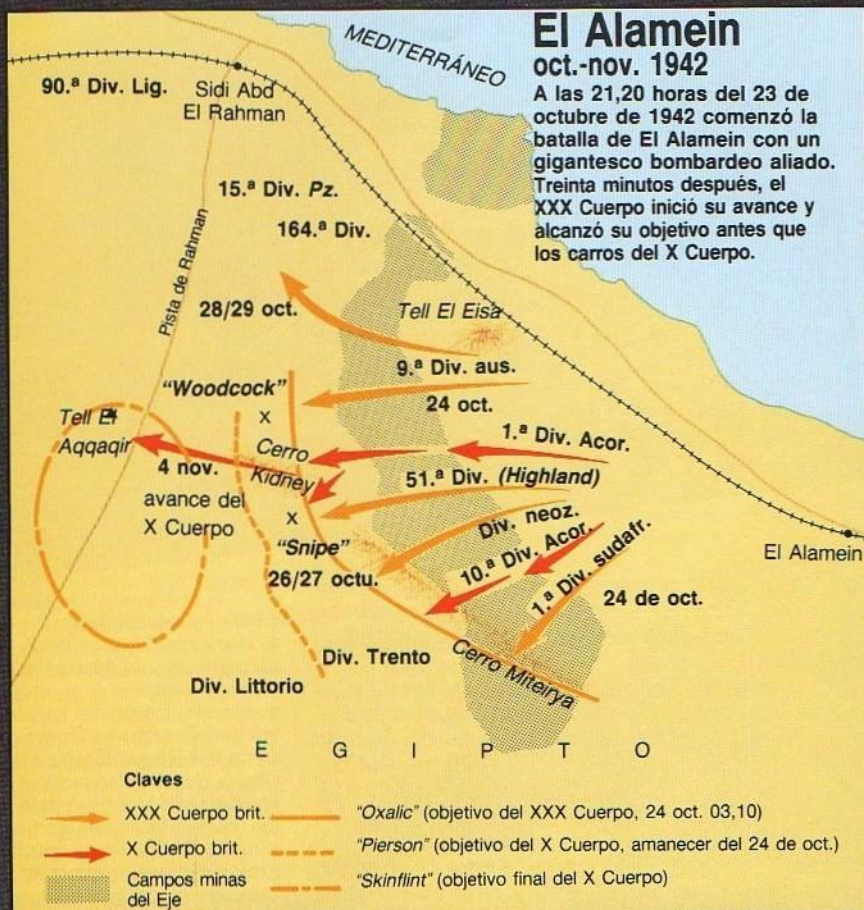 El Alamein
oct.-nov. 1942
A las 21,20 horas del 23 de
octubre de 1942 comenzó la
batalla de El Alamein con un
gigantesco bombardeo aliado.
Treinta minutos después, el
XXX Cuerpo inició su avance y
alcanzó su objetivo antes que
los carros del X Cuerpo.
MEDITERRÁNEO
90.ª Div. Lig.
Sidi Abd
El Rahman
15.ª Div. Pz.
164.ª Div.
Pista de Rahman
28/29 oct.
Tell El Eisa
9.ª Div. aus.
24 oct.
"Woodcock"
X
Tell El
Aqqaqir
Cerro
Kidney
1.ª Div. Acor.
4 nov.
avance del
X Cuerpo
51.ª Div. (Highland)
X
"Snipe"
26/27 octu.
Div. neoz.
10.ª Div. Acor.
1.ª Div. sudafr.
24 de oct.
El Alamein
Div. Trento
Cerro Miteirya
Div. Littorio
E G I P T O
Claves
XXX Cuerpo brit.
"Oxalic" (objetivo del XXX Cuerpo, 24 oct. 03,10)
X Cuerpo brit.
"Pierson" (objetivo del X Cuerpo, amanecer del 24 de oct.)
Campos minas
del Eje
"Skinflint" (objetivo final del X Cuerpo)